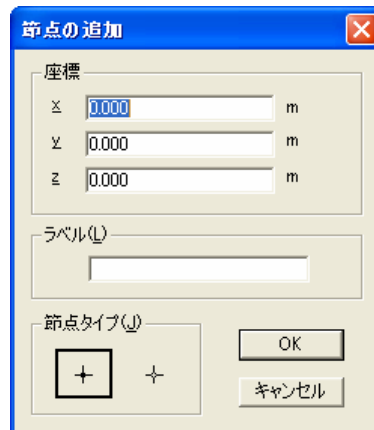 節点の追加
座標
x 0.000 m
y 0.000 m
z 0.000 m
ラベル(L)
節点タイプ(J)
OK
キャンセル